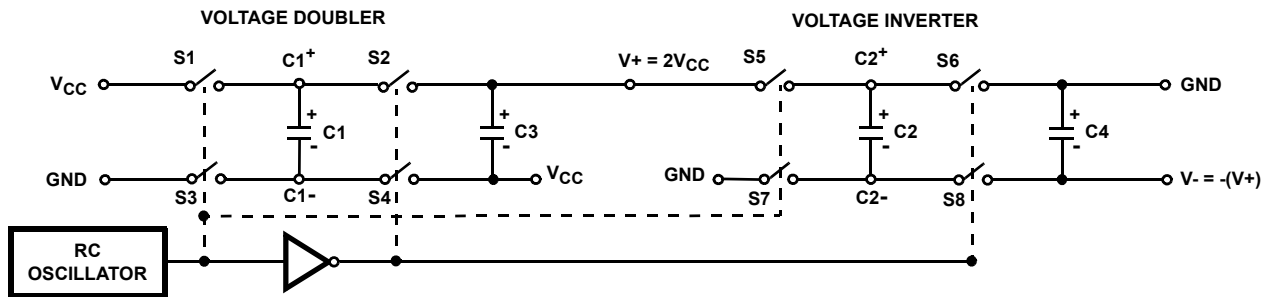 VOLTAGE DOUBLER
VOLTAGE INVERTER
S1
C1+
S2
V+ = 2VCC
S5
C2+
S6
VCC
GND
+
C1
-
+
C3
-
+
C2
-
+
C4
-
GND
VCC
GND
V- = -(V+)
S3
C1-
S4
S7
C2-
S8
RC
OSCILLATOR